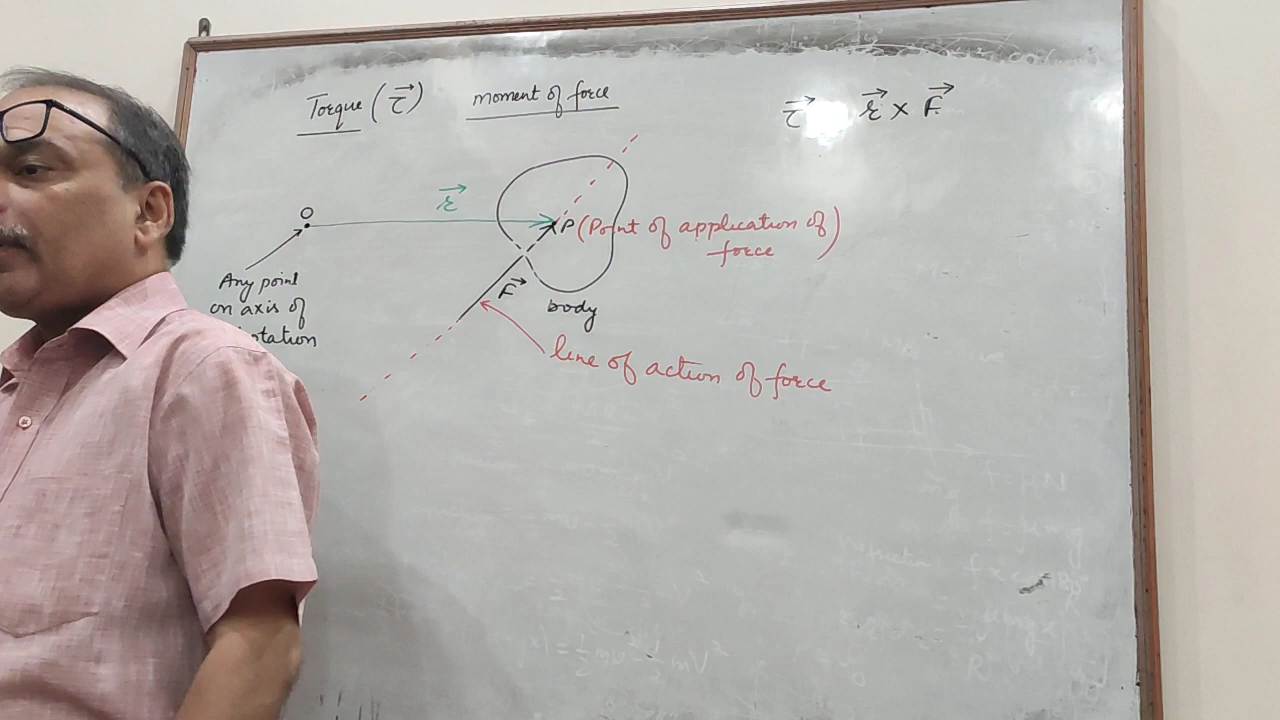 Torque (τ⃗) moment of force
τ⃗ r⃗ × F⃗
r⃗
O
P (Point of application of force)
Any point
on axis of
F⃗
body
line of action of force